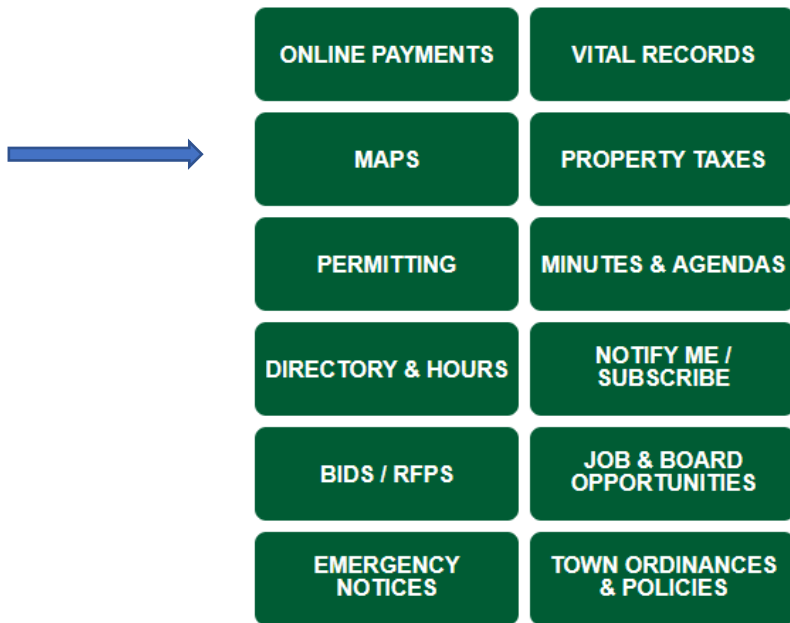 ONLINE PAYMENTS
VITAL RECORDS
MAPS
PROPERTY TAXES
PERMITTING
MINUTES & AGENDAS
DIRECTORY & HOURS
NOTIFY ME /
SUBSCRIBE
BIDS / RFPS
JOB & BOARD
OPPORTUNITIES
EMERGENCY
NOTICES
TOWN ORDINANCES
& POLICIES